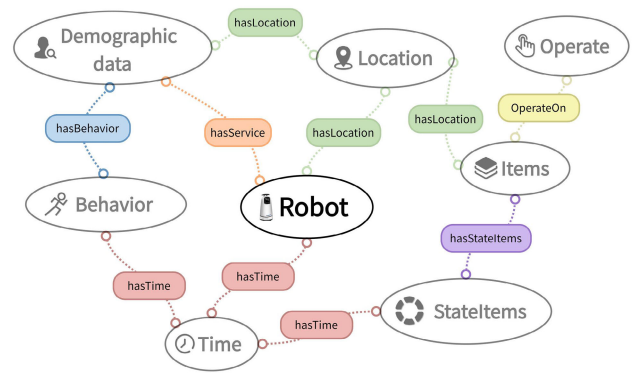 hasLocation
Demographic
data
Location
Operate
hasBehavior
hasService
hasLocation
hasLocation
OperateOn
Items
Behavior
Robot
hasStateItems
hasTime
hasTime
hasTime
StateItems
Time